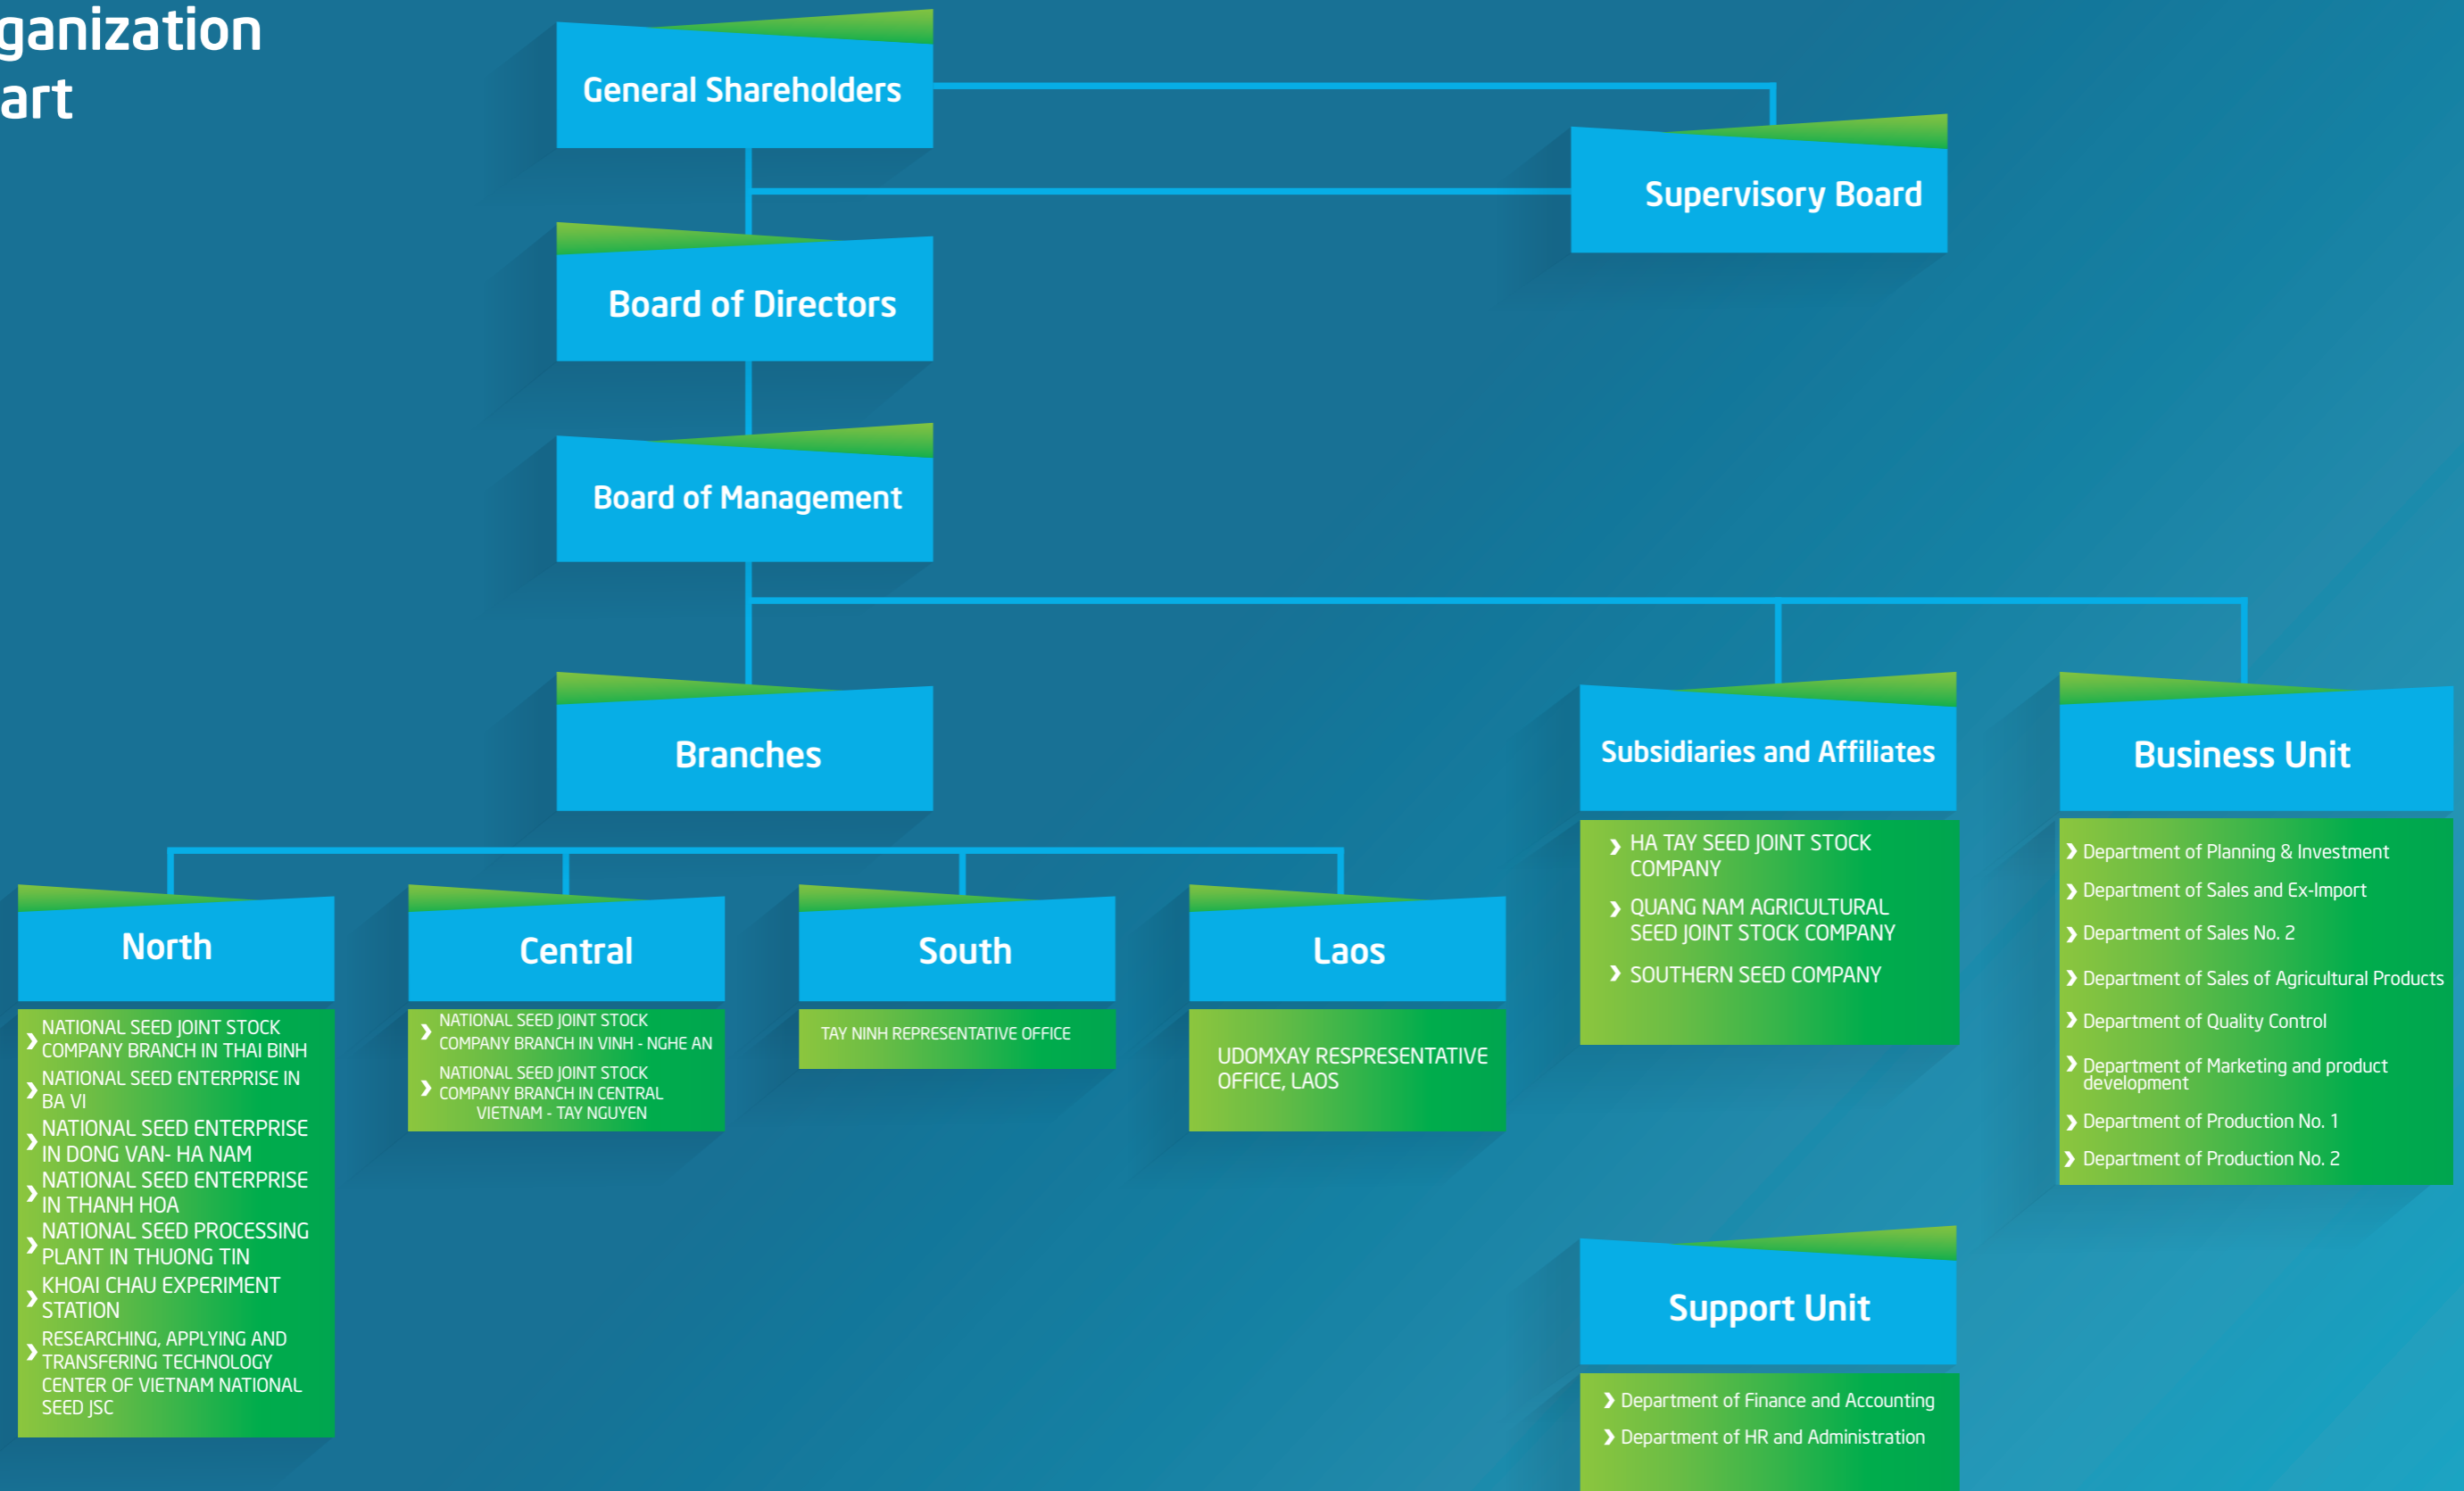 ganization
art
General Shareholders
Supervisory Board
Board of Directors
Board of Management
Branches
Subsidiaries and Affiliates
Business Unit
HA TAY SEED JOINT STOCK
COMPANY
QUANG NAM AGRICULTURAL
SEED JOINT STOCK COMPANY
SOUTHERN SEED COMPANY
Department of Planning & Investment
Department of Sales and Ex-Import
Department of Sales No. 2
Department of Sales of Agricultural Products
Department of Quality Control
Department of Marketing and product
development
Department of Production No. 1
Department of Production No. 2
North
NATIONAL SEED JOINT STOCK
COMPANY BRANCH IN THAI BINH
NATIONAL SEED ENTERPRISE IN
BA VI
NATIONAL SEED ENTERPRISE
IN DONG VAN- HA NAM
NATIONAL SEED ENTERPRISE
IN THANH HOA
NATIONAL SEED PROCESSING
PLANT IN THUONG TIN
KHOAI CHAU EXPERIMENT
STATION
RESEARCHING, APPLYING AND
TRANSFERING TECHNOLOGY
CENTER OF VIETNAM NATIONAL
SEED JSC
Central
NATIONAL SEED JOINT STOCK
COMPANY BRANCH IN VINH - NGHE AN
NATIONAL SEED JOINT STOCK
COMPANY BRANCH IN CENTRAL
VIETNAM - TAY NGUYEN
South
TAY NINH REPRESENTATIVE OFFICE
Laos
UDOMXAY RESPRESENTATIVE
OFFICE, LAOS
Support Unit
Department of Finance and Accounting
Department of HR and Administration